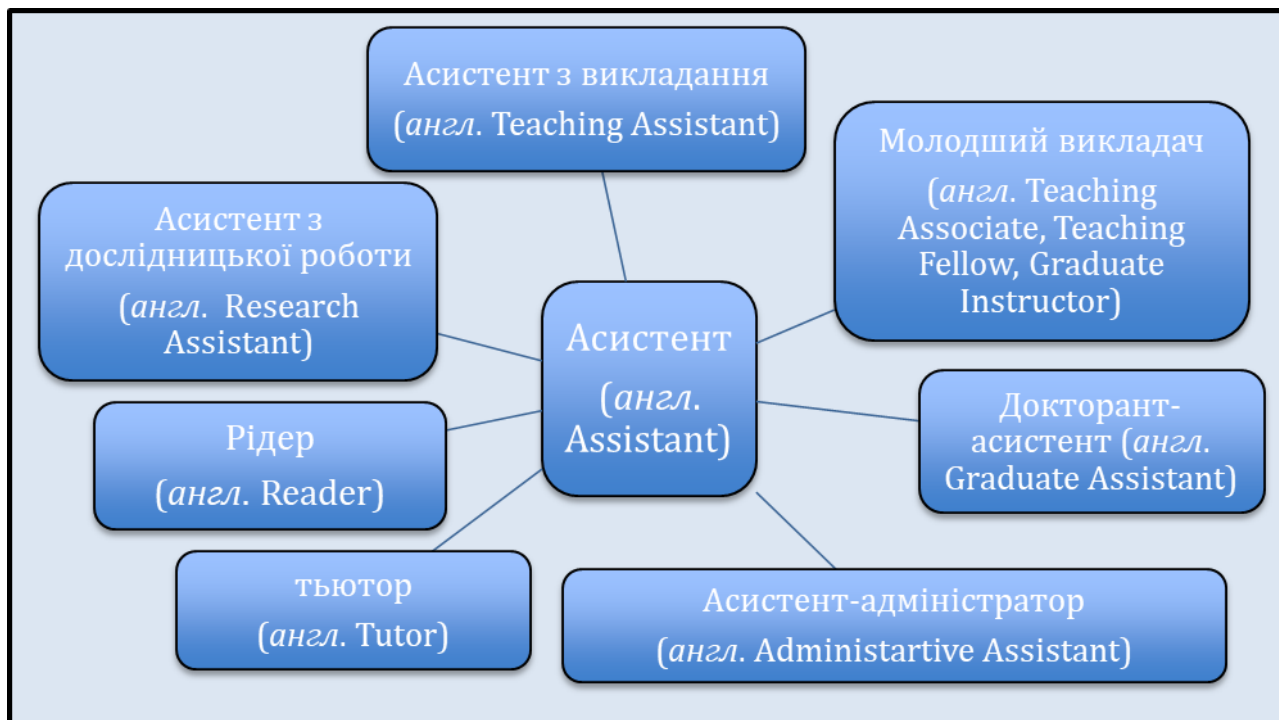 Асистент з викладання
(англ. Teaching Assistant)
Молодший викладач
(англ. Teaching
Associate, Teaching
Fellow, Graduate
Instructor)
Асистент з
дослідницької роботи
(англ. Research
Assistant)
Асистент
(англ.
Assistant)
Докторант-
асистент (англ.
Graduate Assistant)
Рідер
(англ. Reader)
тьютор
(англ. Tutor)
Асистент-адміністратор
(англ. Administartive Assistant)